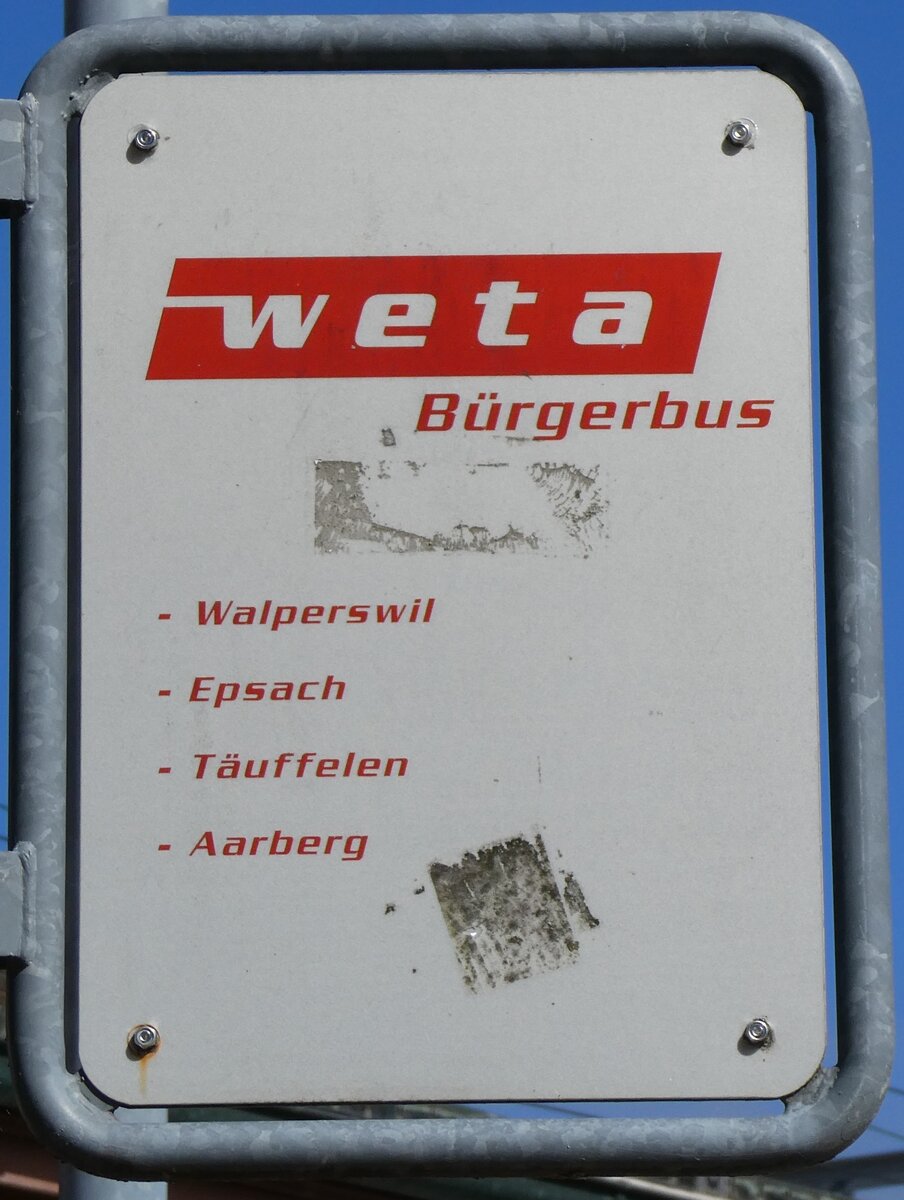 weta
Bürgerbus
- Walperswil
- Epsach
- Täuffelen
- Aarberg